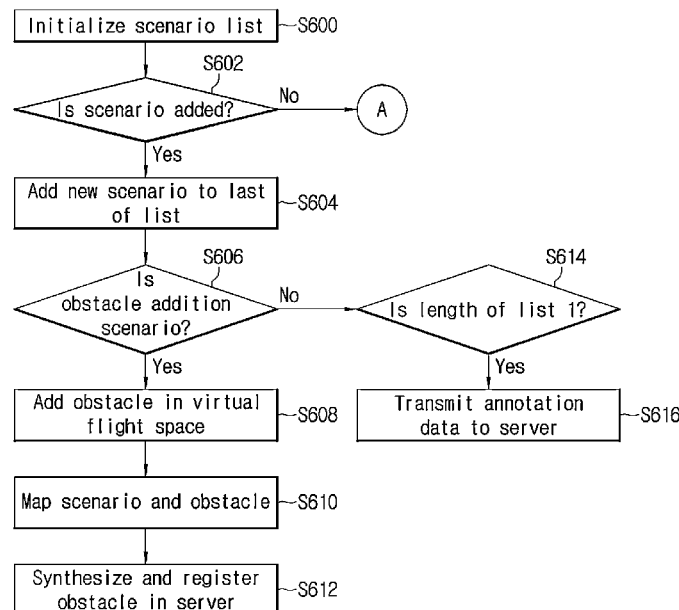 Initialize scenario list
S600
S602
Is scenario added?
No
A
Yes
Add new scenario to last
of list
S604
S606
Is
obstacle addition
scenario?
No
S614
Is length of list 1?
Yes
Yes
Add obstacle in virtual
flight space
S608
Transmit annotation
data to server
S616
Map scenario and obstacle
S610
Synthesize and register
obstacle in server
S612